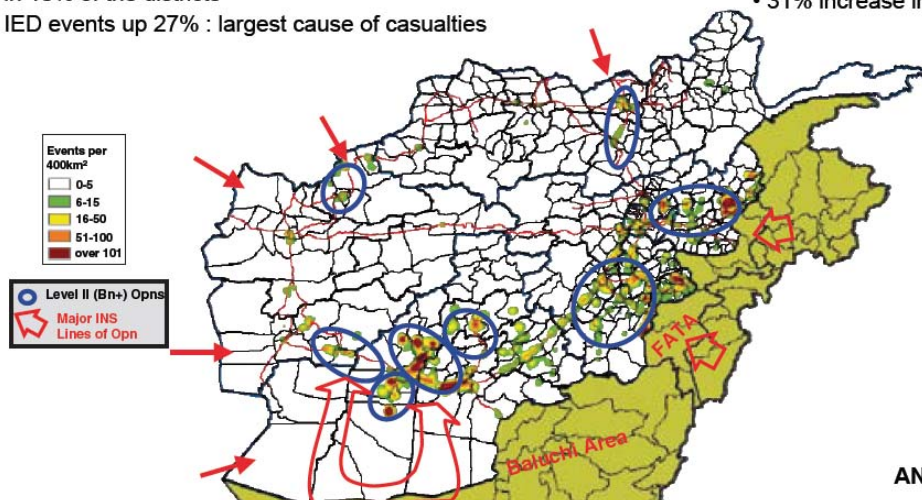 IED events up 27% : largest cause of casualties
Events per
400km²
0-5
6-15
16-50
51-100
over 101
Level II (Bn+) Opns
Major INS
Lines of Opn
FATA
Baluchi Area